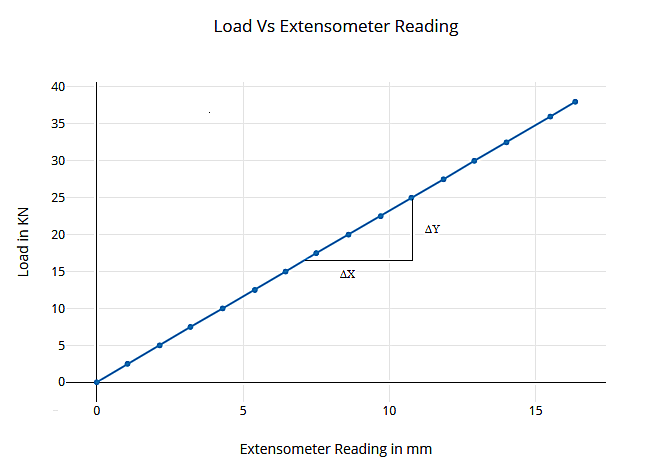 Load Vs Extensometer Reading
Load in KN
40
35
30
25
20
15
10
5
0
ΔY
ΔX
0 5 10 15
Extensometer Reading in mm